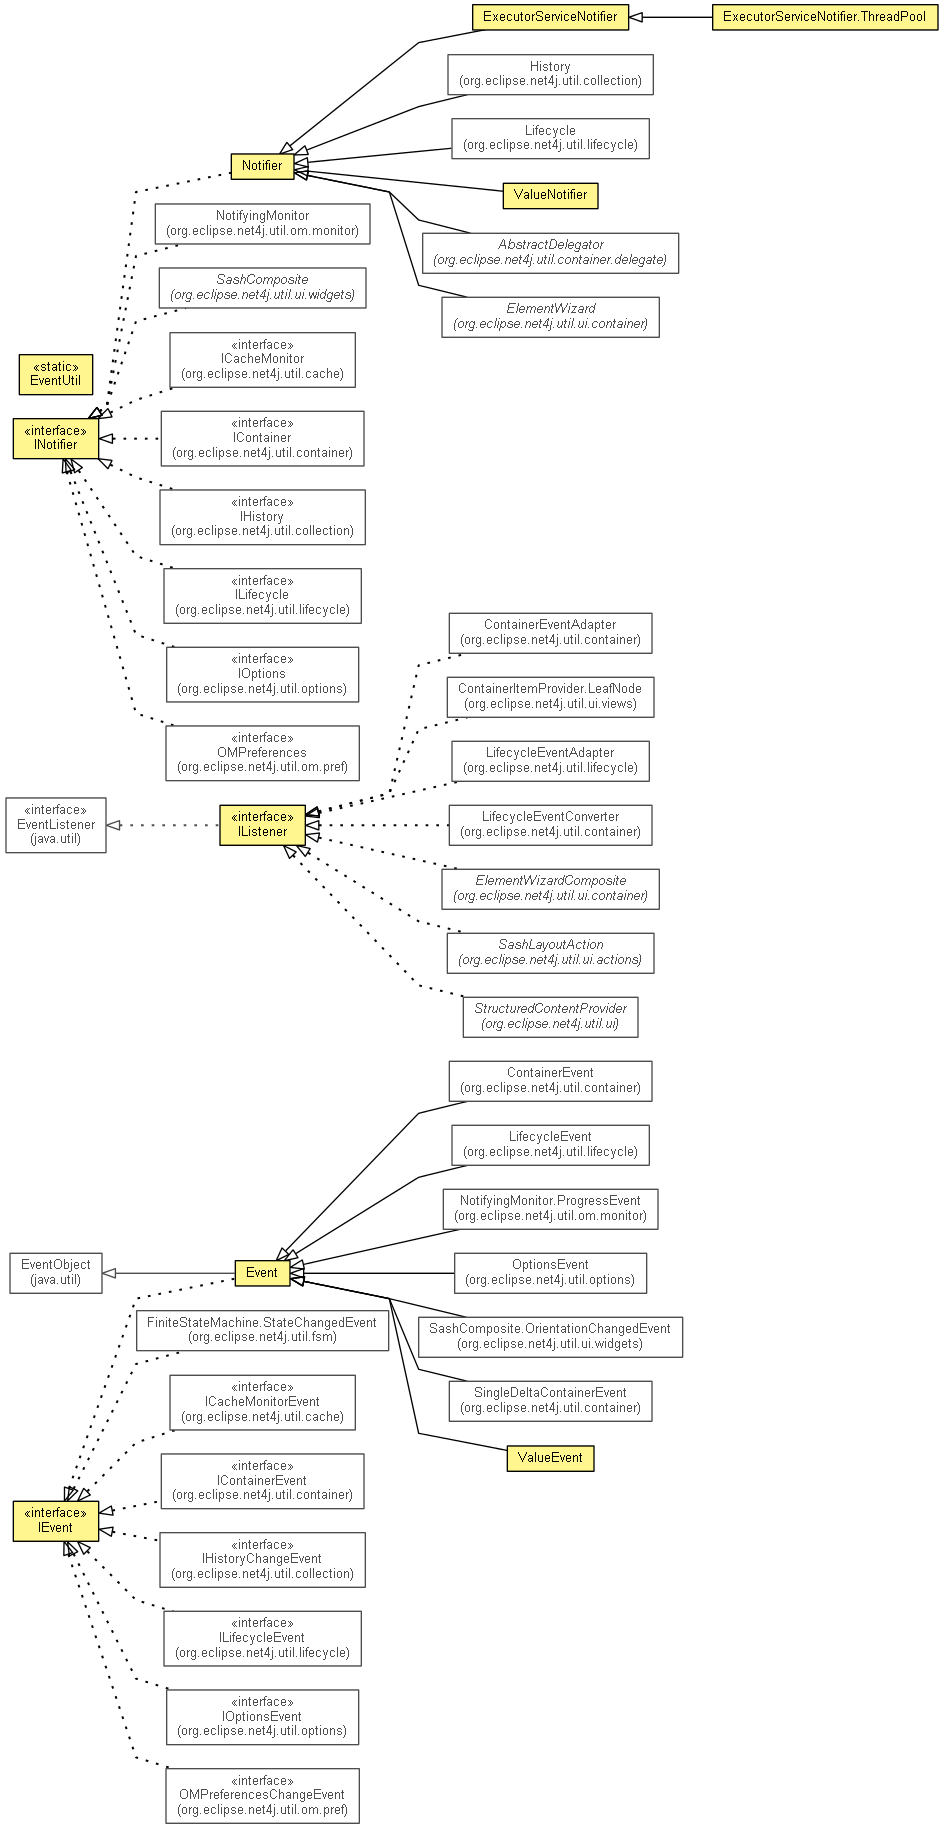 ExecutorServiceNotifier
ExecutorServiceNotifier.ThreadPool
History
(org.eclipse.net4j.util.collection)
Lifecycle
(org.eclipse.net4j.util.lifecycle)
Notifier
ValueNotifier
NotifyingMonitor
(org.eclipse.net4j.util.om.monitor)
AbstractDelegator
(org.eclipse.net4j.util.container.delegate)
SashComposite
(org.eclipse.net4j.util.ui.widgets)
ElementWizard
(org.eclipse.net4j.util.ui.container)
«interface»
ICacheMonitor
(org.eclipse.net4j.util.cache)
«static»
EventUtil
«interface»
INotifier
«interface»
IContainer
(org.eclipse.net4j.util.container)
«interface»
IHistory
(org.eclipse.net4j.util.collection)
«interface»
ILifecycle
(org.eclipse.net4j.util.lifecycle)
«interface»
IOptions
(org.eclipse.net4j.util.options)
«interface»
OMPreferences
(org.eclipse.net4j.util.om.pref)
ContainerEventAdapter
(org.eclipse.net4j.util.container)
ContainerItemProvider.LeafNode
(org.eclipse.net4j.util.ui.views)
LifecycleEventAdapter
(org.eclipse.net4j.util.lifecycle)
«interface»
EventListener
(java.util)
«interface»
IListener
LifecycleEventConverter
(org.eclipse.net4j.util.container)
ElementWizardComposite
(org.eclipse.net4j.util.ui.container)
SashLayoutAction
(org.eclipse.net4j.util.ui.actions)
StructuredContentProvider
(org.eclipse.net4j.util.ui)
ContainerEvent
(org.eclipse.net4j.util.container)
LifecycleEvent
(org.eclipse.net4j.util.lifecycle)
NotifyingMonitor.ProgressEvent
(org.eclipse.net4j.util.om.monitor)
EventObject
(java.util)
Event
OptionsEvent
(org.eclipse.net4j.util.options)
FiniteStateMachine.StateChangedEvent
(org.eclipse.net4j.util.fsm)
SashComposite.OrientationChangedEvent
(org.eclipse.net4j.util.ui.widgets)
«interface»
ICacheMonitorEvent
(org.eclipse.net4j.util.cache)
SingleDeltaContainerEvent
(org.eclipse.net4j.util.container)
ValueEvent
«interface»
IContainerEvent
(org.eclipse.net4j.util.container)
«interface»
IEvent
«interface»
IHistoryChangeEvent
(org.eclipse.net4j.util.collection)
«interface»
ILifecycleEvent
(org.eclipse.net4j.util.lifecycle)
«interface»
IOptionsEvent
(org.eclipse.net4j.util.options)
«interface»
OMPreferencesChangeEvent
(org.eclipse.net4j.util.om.pref)